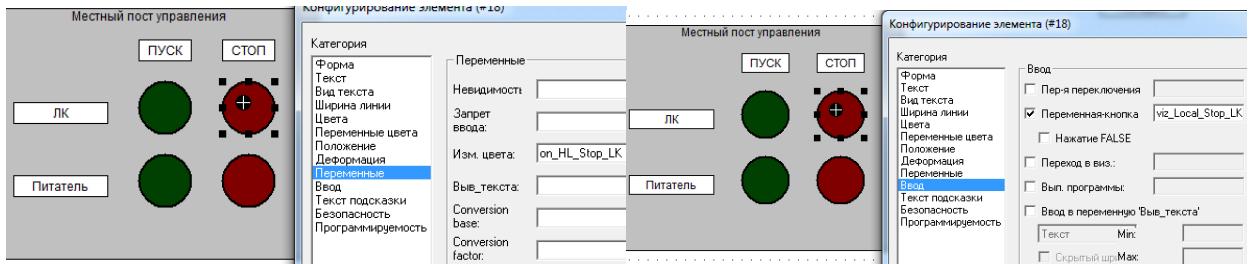 Местный пост управления
ПУСК
СТОП
ЛК
Питатель
Конфигурирование элемента (#18)
Категория
Форма
Текст
Вид текста
Ширина линии
Цвета
Переменные цвета
Положение
Деформация
Переменные
Ввод
Текст подсказки
Безопасность
Программируемость
Переменные
Невидимость
Запрет
ввода:
Изм. цвета:
on_HL_Stop_LK
Выв_текста:
Conversion
base:
Conversion
factor:
Местный пост управления
ПУСК
СТОП
ЛК
Питатель
Конфигурирование элемента (#18)
Категория
Форма
Текст
Вид текста
Ширина линии
Цвета
Переменные цвета
Положение
Деформация
Переменные
Ввод
Текст подсказки
Безопасность
Программируемость
Ввод
Пер-я переключения
Переменная-кнопка
viz_Local_Stop_LK
Нажатие FALSE
Переход в виз.:
Вып. программы:
Ввод в переменную 'Выв_текста'
Текст
Min:
Скрытый
Max: